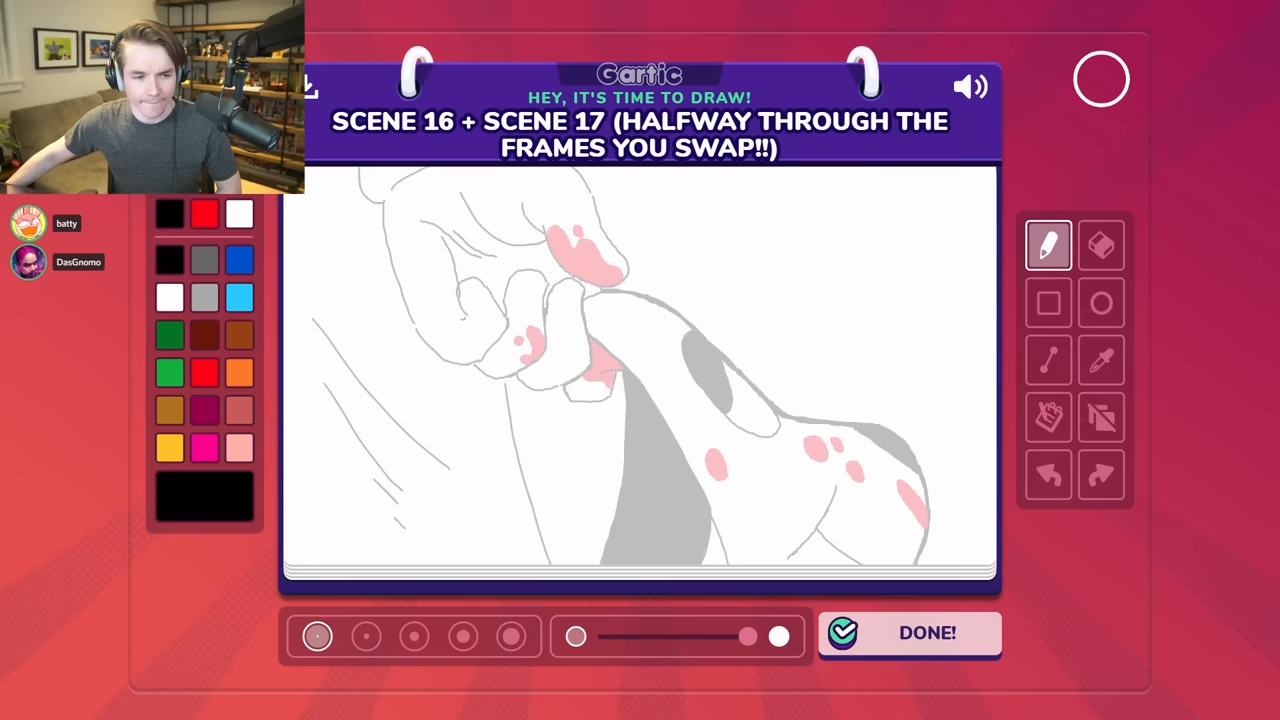 Gartic
HEY, IT'S TIME TO DRAW!
SCENE 16 + SCENE 17 (HALFWAY THROUGH THE
FRAMES YOU SWAP!!)
batty
DasGnomo
DONE!